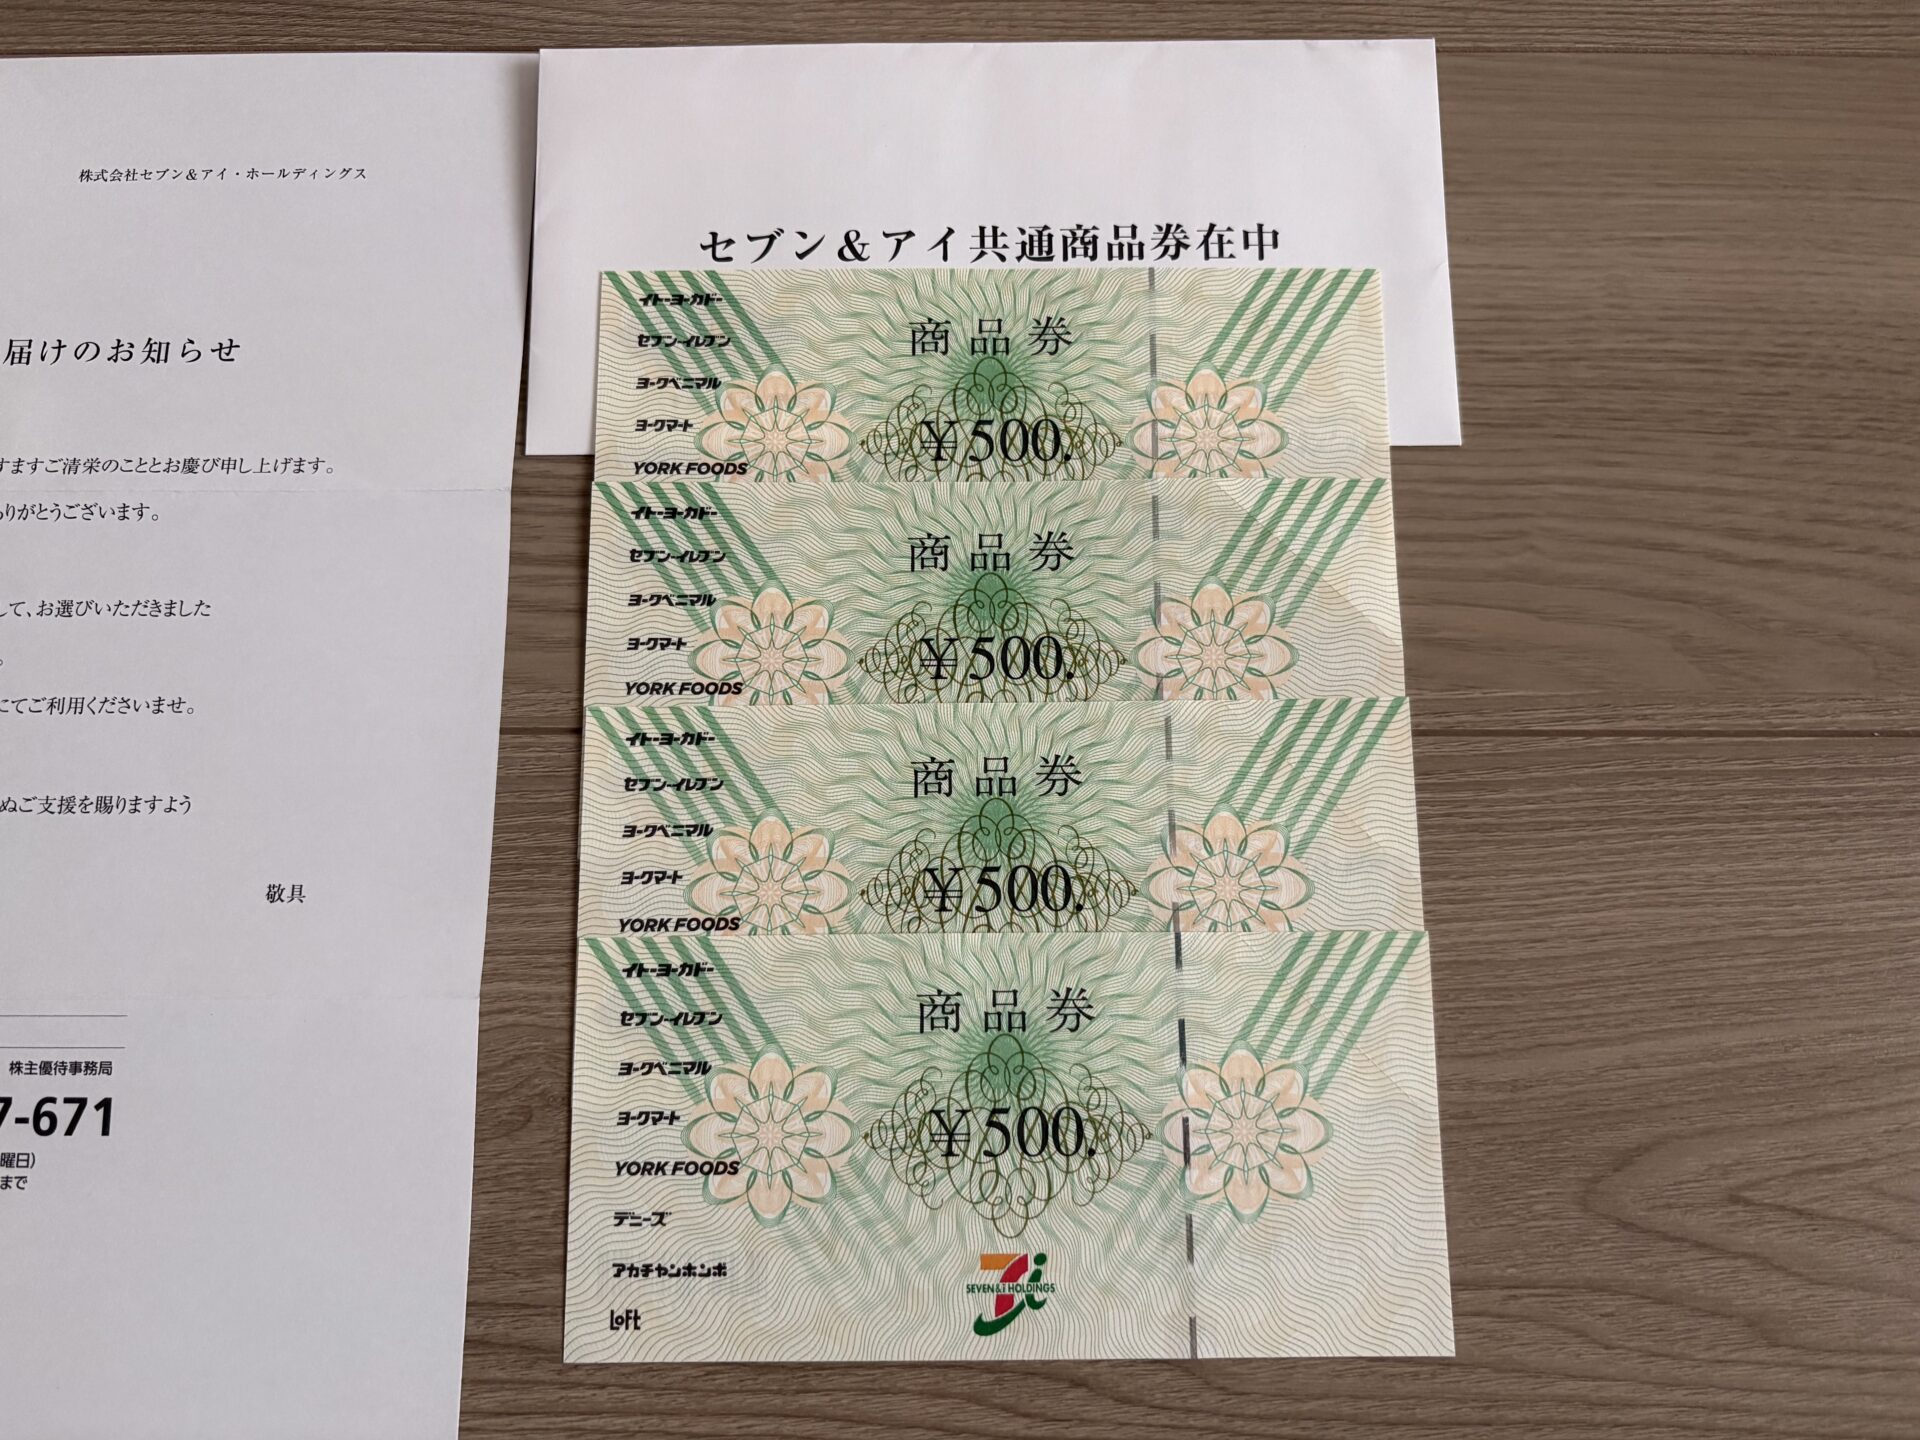 株式会社セブン&アイ・ホールディングス
届けのお知らせ
すますご清栄のこととお慶び申し上げます。
りがとうございます。
して、お選びいただきました
。
にてご利用くださいませ。
ぬご支援を賜りますよう
敬具
株主優待事務局
7-671
曜日)
まで
セブン&アイ共通商品券在中
イトーヨーカドー
セブン-イレブン
ヨークベニマル
ヨークマート
YORK FOODS
商品券
¥500.
イトーヨーカドー
セブン-イレブン
ヨークベニマル
ヨークマート
YORK FOODS
商品券
¥500.
イトーヨーカドー
セブン-イレブン
ヨークベニマル
ヨークマート
YORK FOODS
商品券
¥500.
イトーヨーカドー
セブン-イレブン
ヨークベニマル
ヨークマート
YORK FOODS
デニーズ
アカチャンホンポ
LoFt
商品券
¥500.
7i
SEVEN&i HOLDINGS